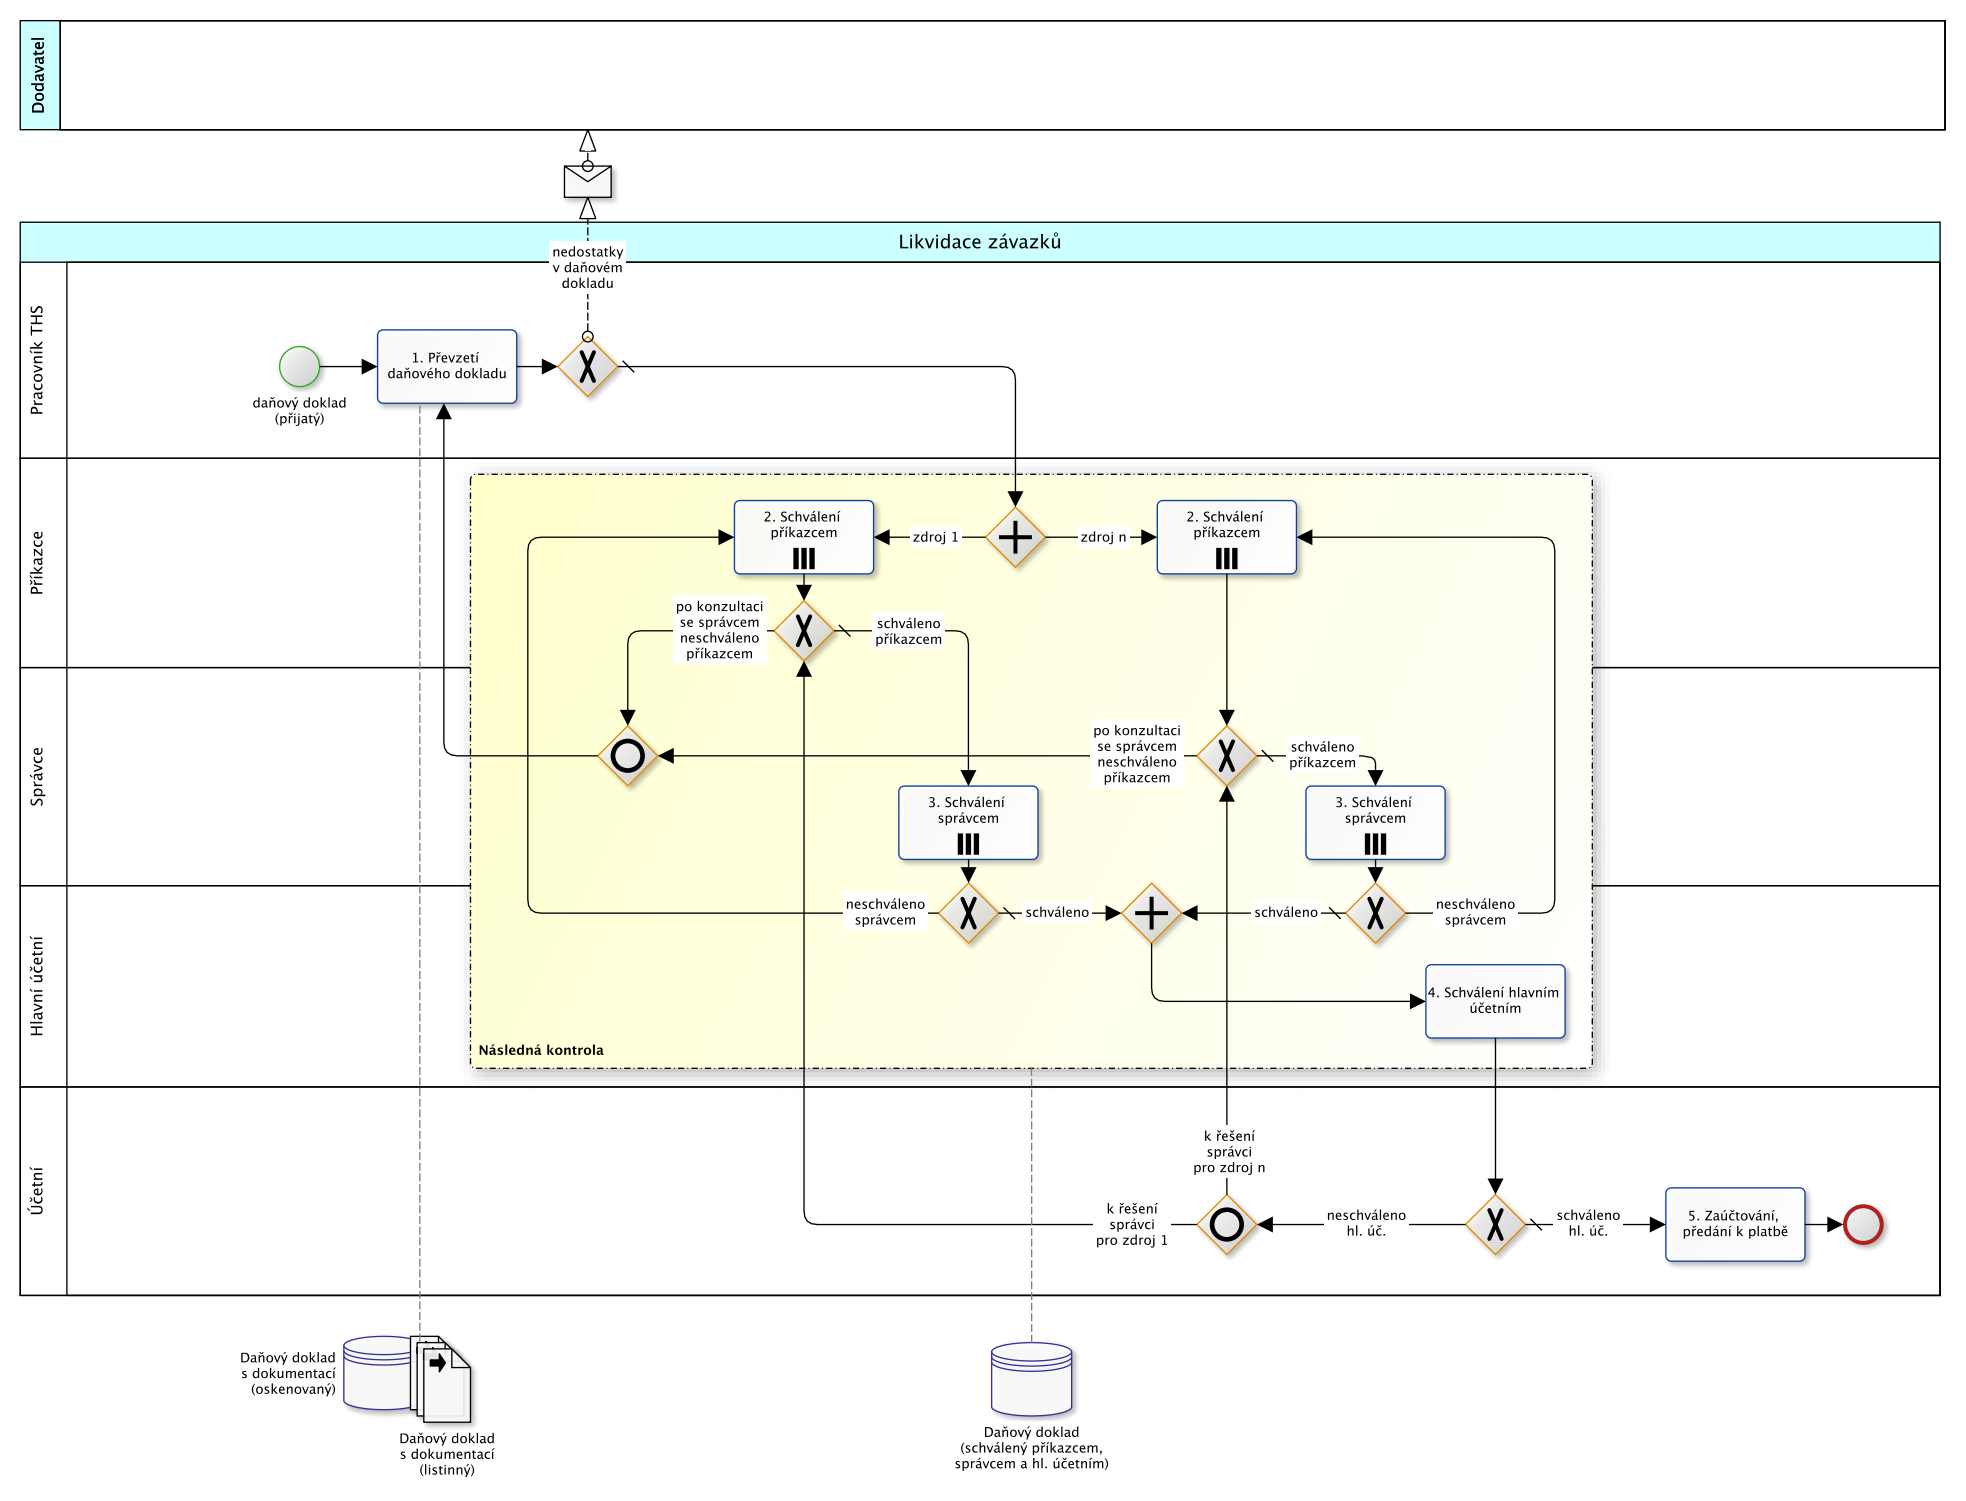 Dodavatel
Likvidace závazků
nedostatky
v daňovém
dokladu
Pracovník THS
1. Převzetí
daňového dokladu
daňový doklad
(přijatý)
Příkazce
2. Schválení
příkazcem
zdroj 1
zdroj n
2. Schválení
příkazcem
po konzultaci
se správcem
neschváleno
příkazcem
schváleno
příkazcem
Správce
po konzultaci
se správcem
neschváleno
příkazcem
schváleno
příkazcem
3. Schválení
správcem
3. Schválení
správcem
Hlavní účetní
neschváleno
správcem
schváleno
schváleno
neschváleno
správcem
4. Schválení hlavním
účetním
Následná kontrola
Účetní
k řešení
správci
pro zdroj n
k řešení
správci
pro zdroj 1
neschváleno
hl. úč.
schváleno
hl. úč.
5. Zaúčtování,
předání k platbě
Daňový doklad
s dokumentací
(oskenovaný)
Daňový doklad
s dokumentací
(listinný)
Daňový doklad
(schválený příkazcem,
správcem a hl. účetním)